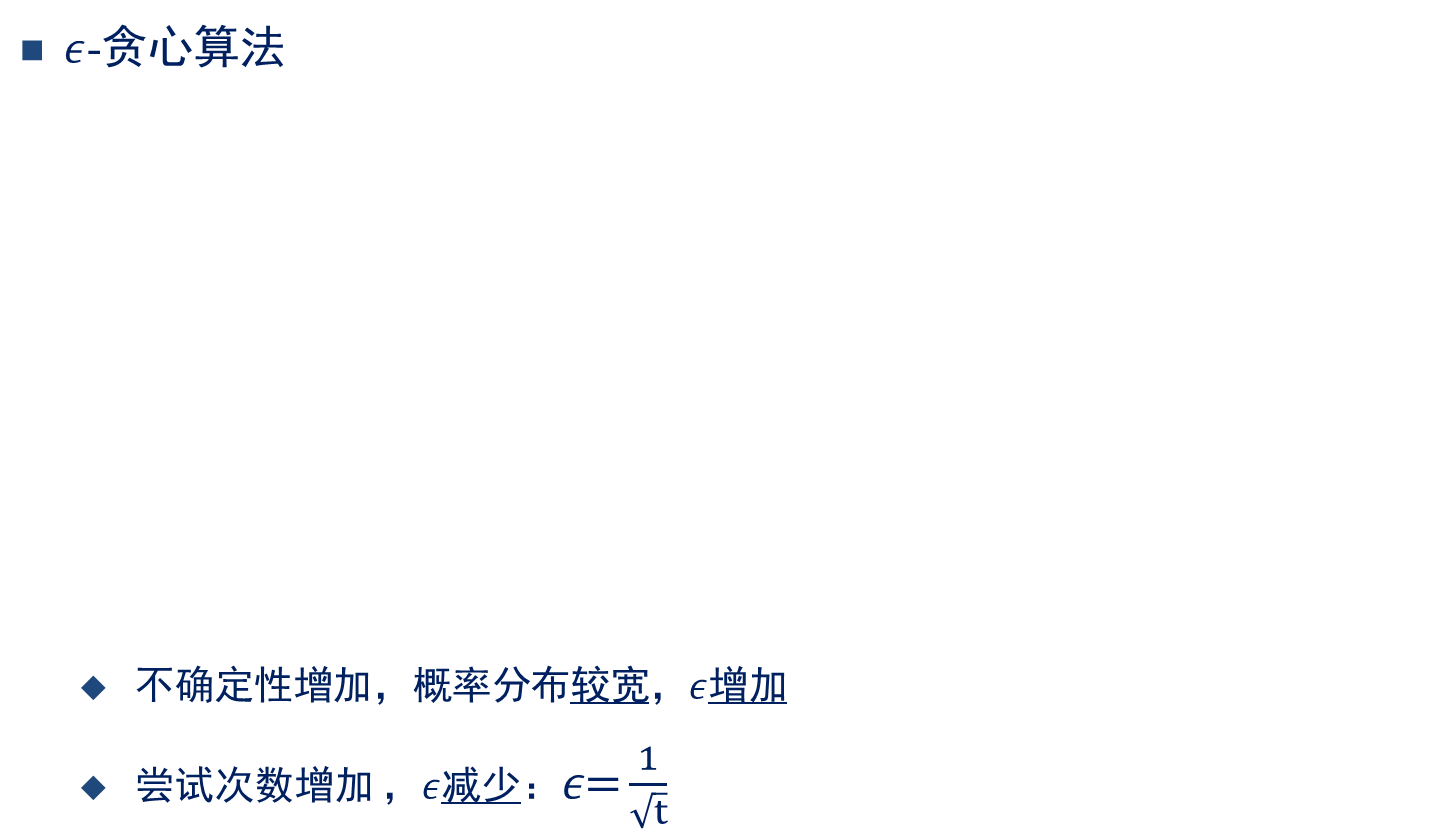 ■ ϵ-贪心算法
◆ 不确定性增加，概率分布较宽，ϵ增加
◆ 尝试次数增加，ϵ减少：ϵ=1/√t